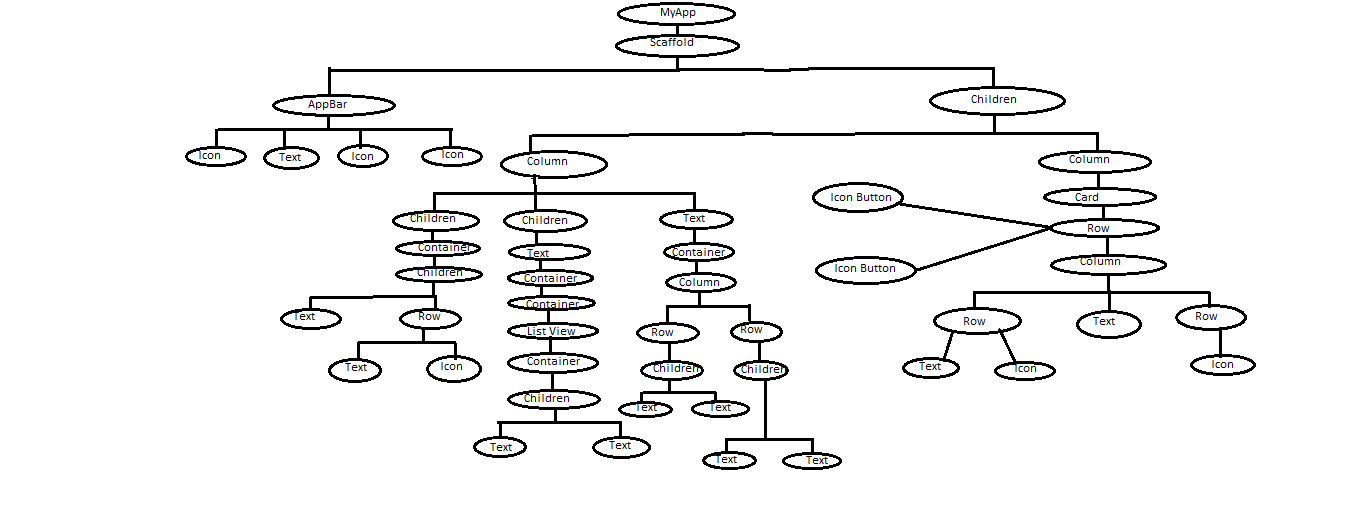 MyApp
Scaffold
AppBar
Children
Icon
Text
Icon
Icon
Column
Column
Children
Children
Text
Icon Button
Card
Container
Text
Container
Row
Children
Container
Column
Icon Button
Column
Text
Row
Container
List View
Row
Row
Row
Text
Row
Text
Icon
Container
Children
Children
Text
Icon
Icon
Children
Text
Text
Text
Text
Text
Text